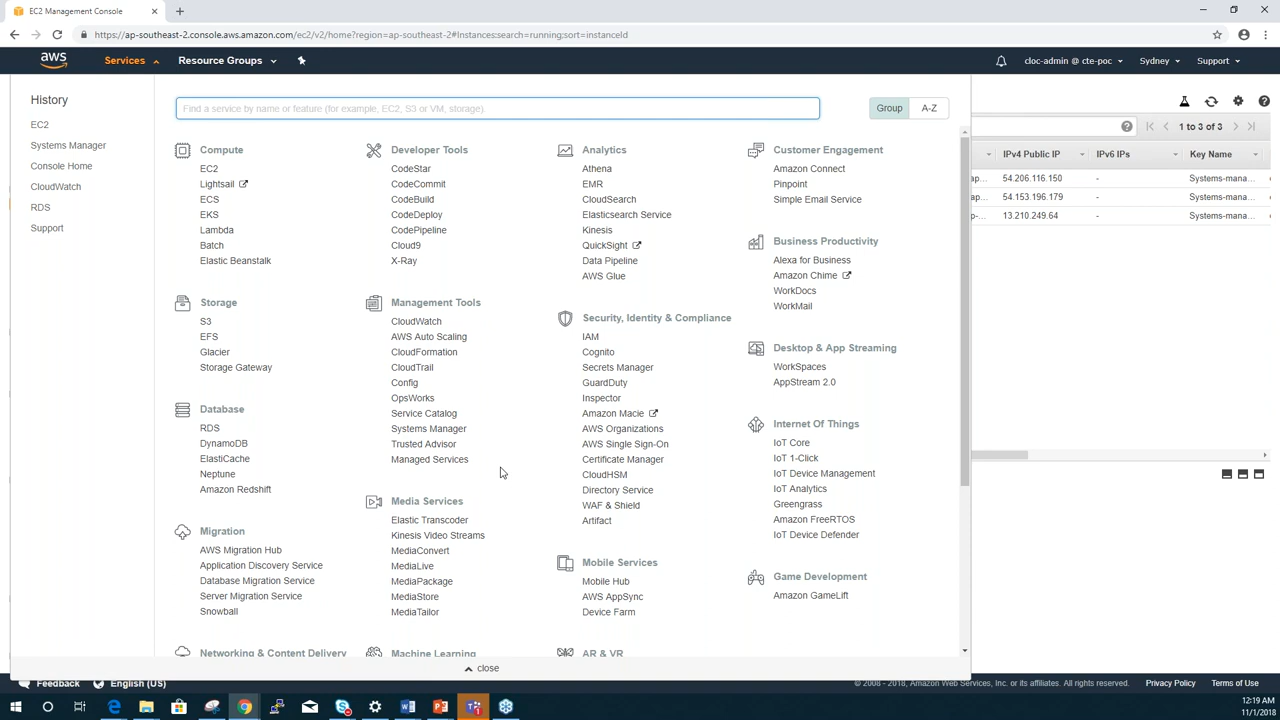 EC2 Management Console
https://ap-southeast-2.console.aws.amazon.com/ec2/v2/home?region=ap-southeast-2#Instances:search=running;sort=instanceId
aws
Services
Resource Groups
cloc-admin @ cte-poc
Sydney
Support
History
EC2
Systems Manager
Console Home
CloudWatch
RDS
Support
Find a service by name or feature (for example, EC2, S3 or VM, storage).
Group
A-Z
Compute
EC2
Lightsail
ECS
EKS
Lambda
Batch
Elastic Beanstalk
Storage
S3
EFS
Glacier
Storage Gateway
Database
RDS
DynamoDB
ElastiCache
Neptune
Amazon Redshift
Migration
AWS Migration Hub
Application Discovery Service
Database Migration Service
Server Migration Service
Snowball
Networking & Content Delivery
Developer Tools
CodeStar
CodeCommit
CodeBuild
CodeDeploy
CodePipeline
Cloud9
X-Ray
Management Tools
CloudWatch
AWS Auto Scaling
CloudFormation
CloudTrail
Config
OpsWorks
Service Catalog
Systems Manager
Trusted Advisor
Managed Services
Media Services
Elastic Transcoder
Kinesis Video Streams
MediaConvert
MediaLive
MediaPackage
MediaStore
MediaTailor
Machine Learning
Analytics
Athena
EMR
CloudSearch
Elasticsearch Service
Kinesis
QuickSight
Data Pipeline
AWS Glue
Security, Identity & Compliance
IAM
Cognito
Secrets Manager
GuardDuty
Inspector
Amazon Macie
AWS Organizations
AWS Single Sign-On
Certificate Manager
CloudHSM
Directory Service
WAF & Shield
Artifact
Mobile Services
Mobile Hub
AWS AppSync
Device Farm
AR & VR
Customer Engagement
Amazon Connect
Pinpoint
Simple Email Service
Business Productivity
Alexa for Business
Amazon Chime
WorkDocs
WorkMail
Desktop & App Streaming
WorkSpaces
AppStream 2.0
Internet Of Things
IoT Core
IoT 1-Click
IoT Device Management
IoT Analytics
Greengrass
Amazon FreeRTOS
IoT Device Defender
Game Development
Amazon GameLift
close
1 to 3 of 3
IPv4 Public IP IPv6 IPs Key Name
ap... 54.206.116.150 - Systems-mana...
ap... 54.153.196.179 - Systems-mana...
p-... 13.210.249.64 - Systems-mana...
Feedback
English (US)
© 2008 - 2018, Amazon Web Services, Inc. or its affiliates. All rights reserved.
Privacy Policy
Terms of Use
12:19 AM
11/1/2018